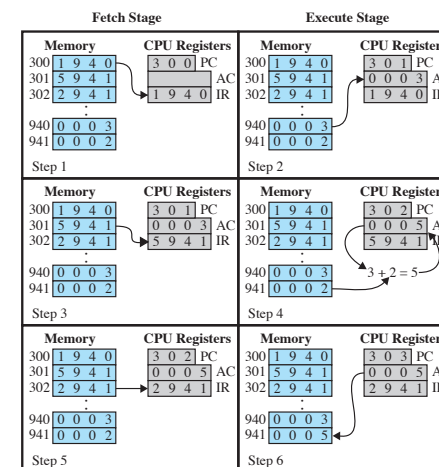 Fetch Stage Execute Stage
Memory CPU Registers Memory CPU Register
300 1 9 4 0 3 0 0 PC 300 1 9 4 0 3 0 1 PC
301 5 9 4 1 AC 301 5 9 4 1 0 0 0 3 A
302 2 9 4 1 1 9 4 0 IR 302 2 9 4 1 1 9 4 0 I
940 0 0 0 3 940 0 0 0 3
941 0 0 0 2 941 0 0 0 2
Step 1 Step 2
Memory CPU Registers Memory CPU Register
300 1 9 4 0 3 0 1 PC 300 1 9 4 0 3 0 2 PC
301 5 9 4 1 0 0 0 3 AC 301 5 9 4 1 0 0 0 5 A
302 2 9 4 1 5 9 4 1 IR 302 2 9 4 1 5 9 4 1 I
940 0 0 0 3 940 0 0 0 3 3 + 2 = 5
941 0 0 0 2 941 0 0 0 2
Step 3 Step 4
Memory CPU Registers Memory CPU Register
300 1 9 4 0 3 0 2 PC 300 1 9 4 0 3 0 3 PC
301 5 9 4 1 0 0 0 5 AC 301 5 9 4 1 0 0 0 5 A
302 2 9 4 1 2 9 4 1 IR 302 2 9 4 1 2 9 4 1 I
940 0 0 0 3 940 0 0 0 3
941 0 0 0 2 941 0 0 0 5
Step 5 Step 6